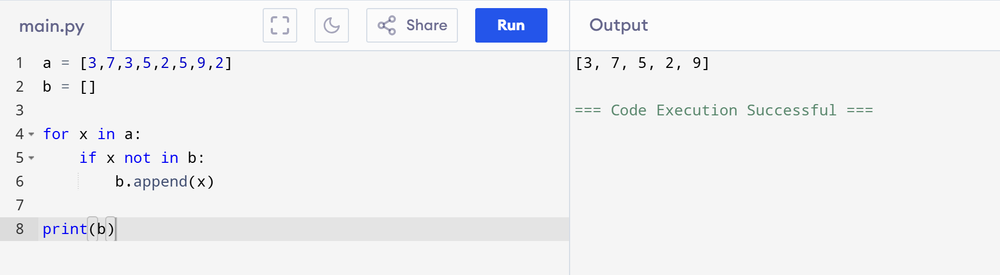 main.py
Share
Run
Output
1 a = [3,7,3,5,2,5,9,2]
2 b = []
3
4 for x in a:
5     if x not in b:
6         b.append(x)
7
8 print(b)
[3, 7, 5, 2, 9]
=== Code Execution Successful ===